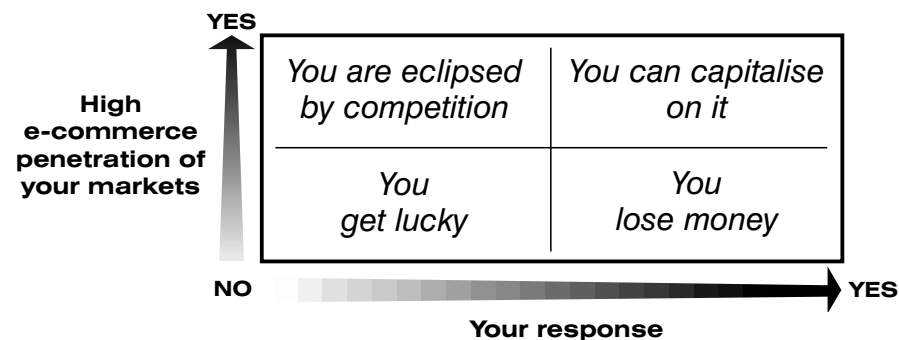 YES
High
e-commerce
penetration of
your markets
You are eclipsed
by competition
You can capitalise
on it
You
get lucky
You
lose money
NO
YES
Your response